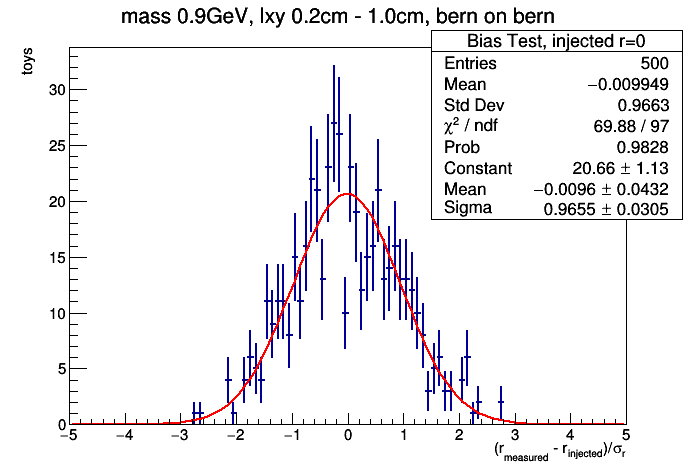 mass 0.9GeV, lxy 0.2cm - 1.0cm, bern on bern
Bias Test, injected r=0
Entries 500
Mean −0.009949
Std Dev 0.9663
χ² / ndf 69.88 / 97
Prob 0.9828
Constant 20.66 ± 1.13
Mean −0.0096 ± 0.0432
Sigma 0.9655 ± 0.0305
toys
30
25
20
15
10
5
0
−5 −4 −3 −2 −1 0 1 2 3 4 5
(r_measured - r_injected)/σ_r